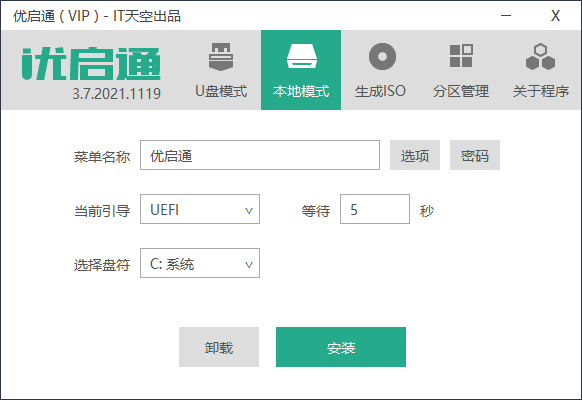 优启通 ( VIP ) - IT天空出品
优启通
3.7.2021.1119
U盘模式
本地模式
生成ISO
分区管理
关于程序
菜单名称 优启通 选项 密码
当前引导 UEFI 等待 5 秒
选择盘符 C: 系统
卸载 安装